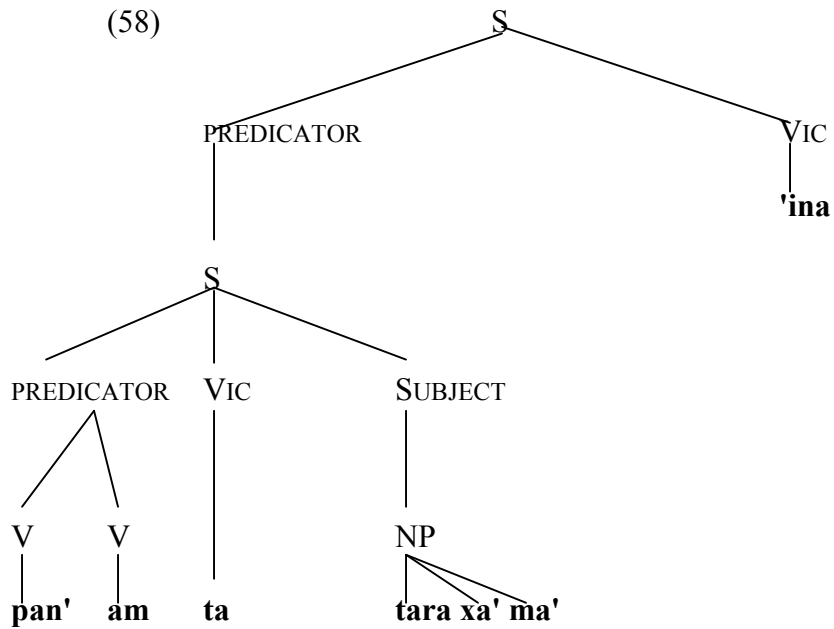 (58) S
PREDICATOR VIC
'ina
S
PREDICATOR VIC SUBJECT
V V NP
pan' am ta tara xa' ma'